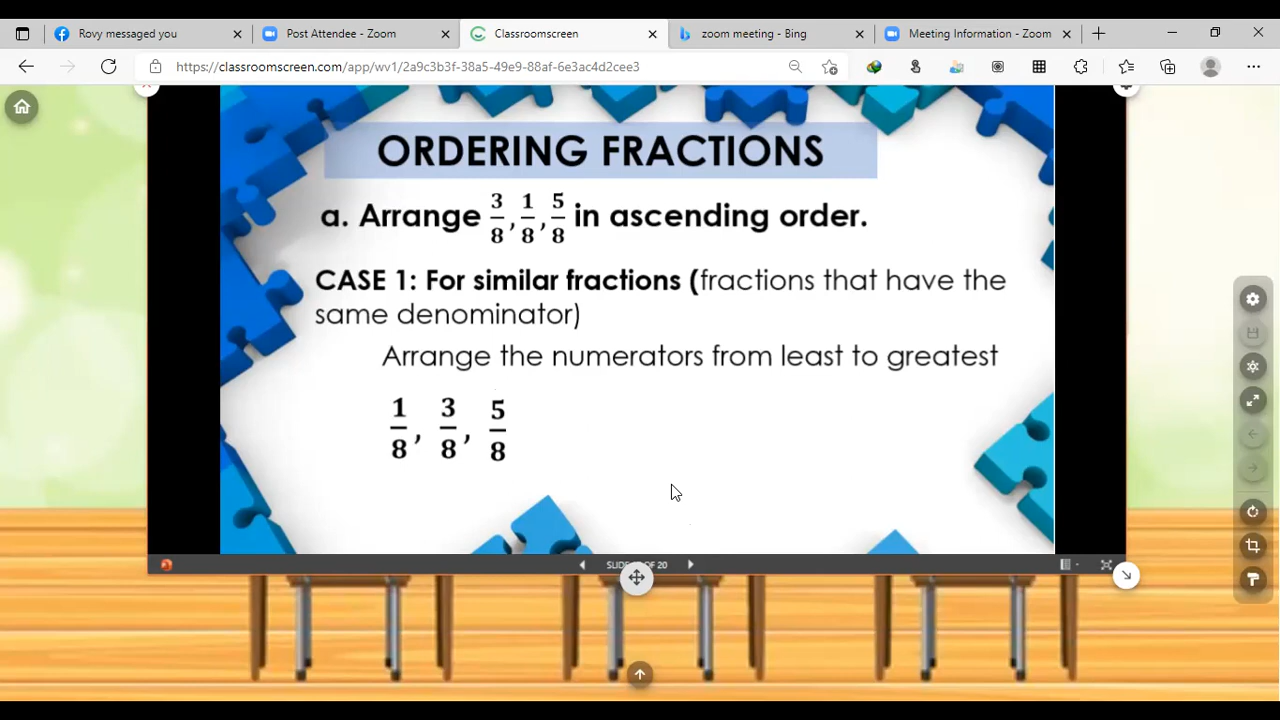 Rovy messaged you
Post Attendee - Zoom
Classroomscreen
zoom meeting - Bing
Meeting Information - Zoom
https://classroomscreen.com/app/wv1/2a9c3b3f-38a5-49e9-88af-6e3ac4d2cee3
ORDERING FRACTIONS
a. Arrange 3/8, 1/8, 5/8 in ascending order.
CASE 1: For similar fractions (fractions that have the
same denominator)
Arrange the numerators from least to greatest
1/8, 3/8, 5/8
OF 20